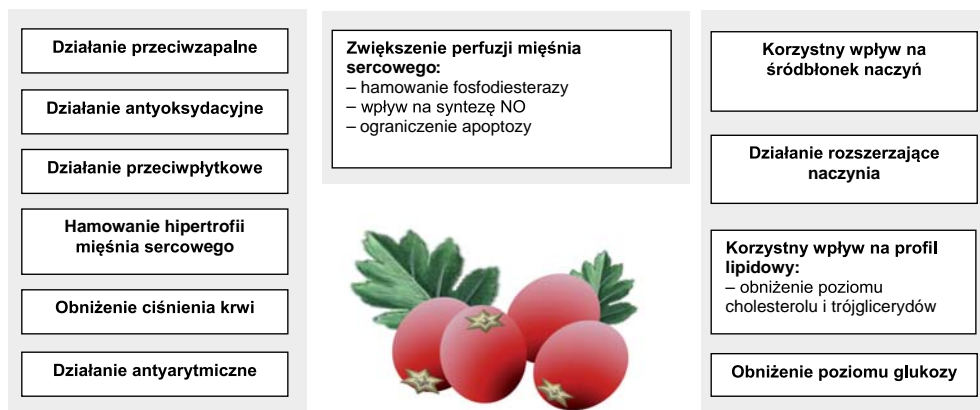 Działanie przeciwzapalne
Działanie antyoksydacyjne
Działanie przeciwpłytkowe
Hamowanie hipertrofii
mięśnia sercowego
Obniżenie ciśnienia krwi
Działanie antyarytmiczne
Zwiększenie perfuzji mięśnia
sercowego:
– hamowanie fosfodiesterazy
– wpływ na syntezę NO
– ograniczenie apoptozy
Korzystny wpływ na
śródbłonek naczyń
Działanie rozszerzające
naczynia
Korzystny wpływ na profil
lipidowy:
– obniżenie poziomu
cholesterolu i trójglicerydów
Obniżenie poziomu glukozy